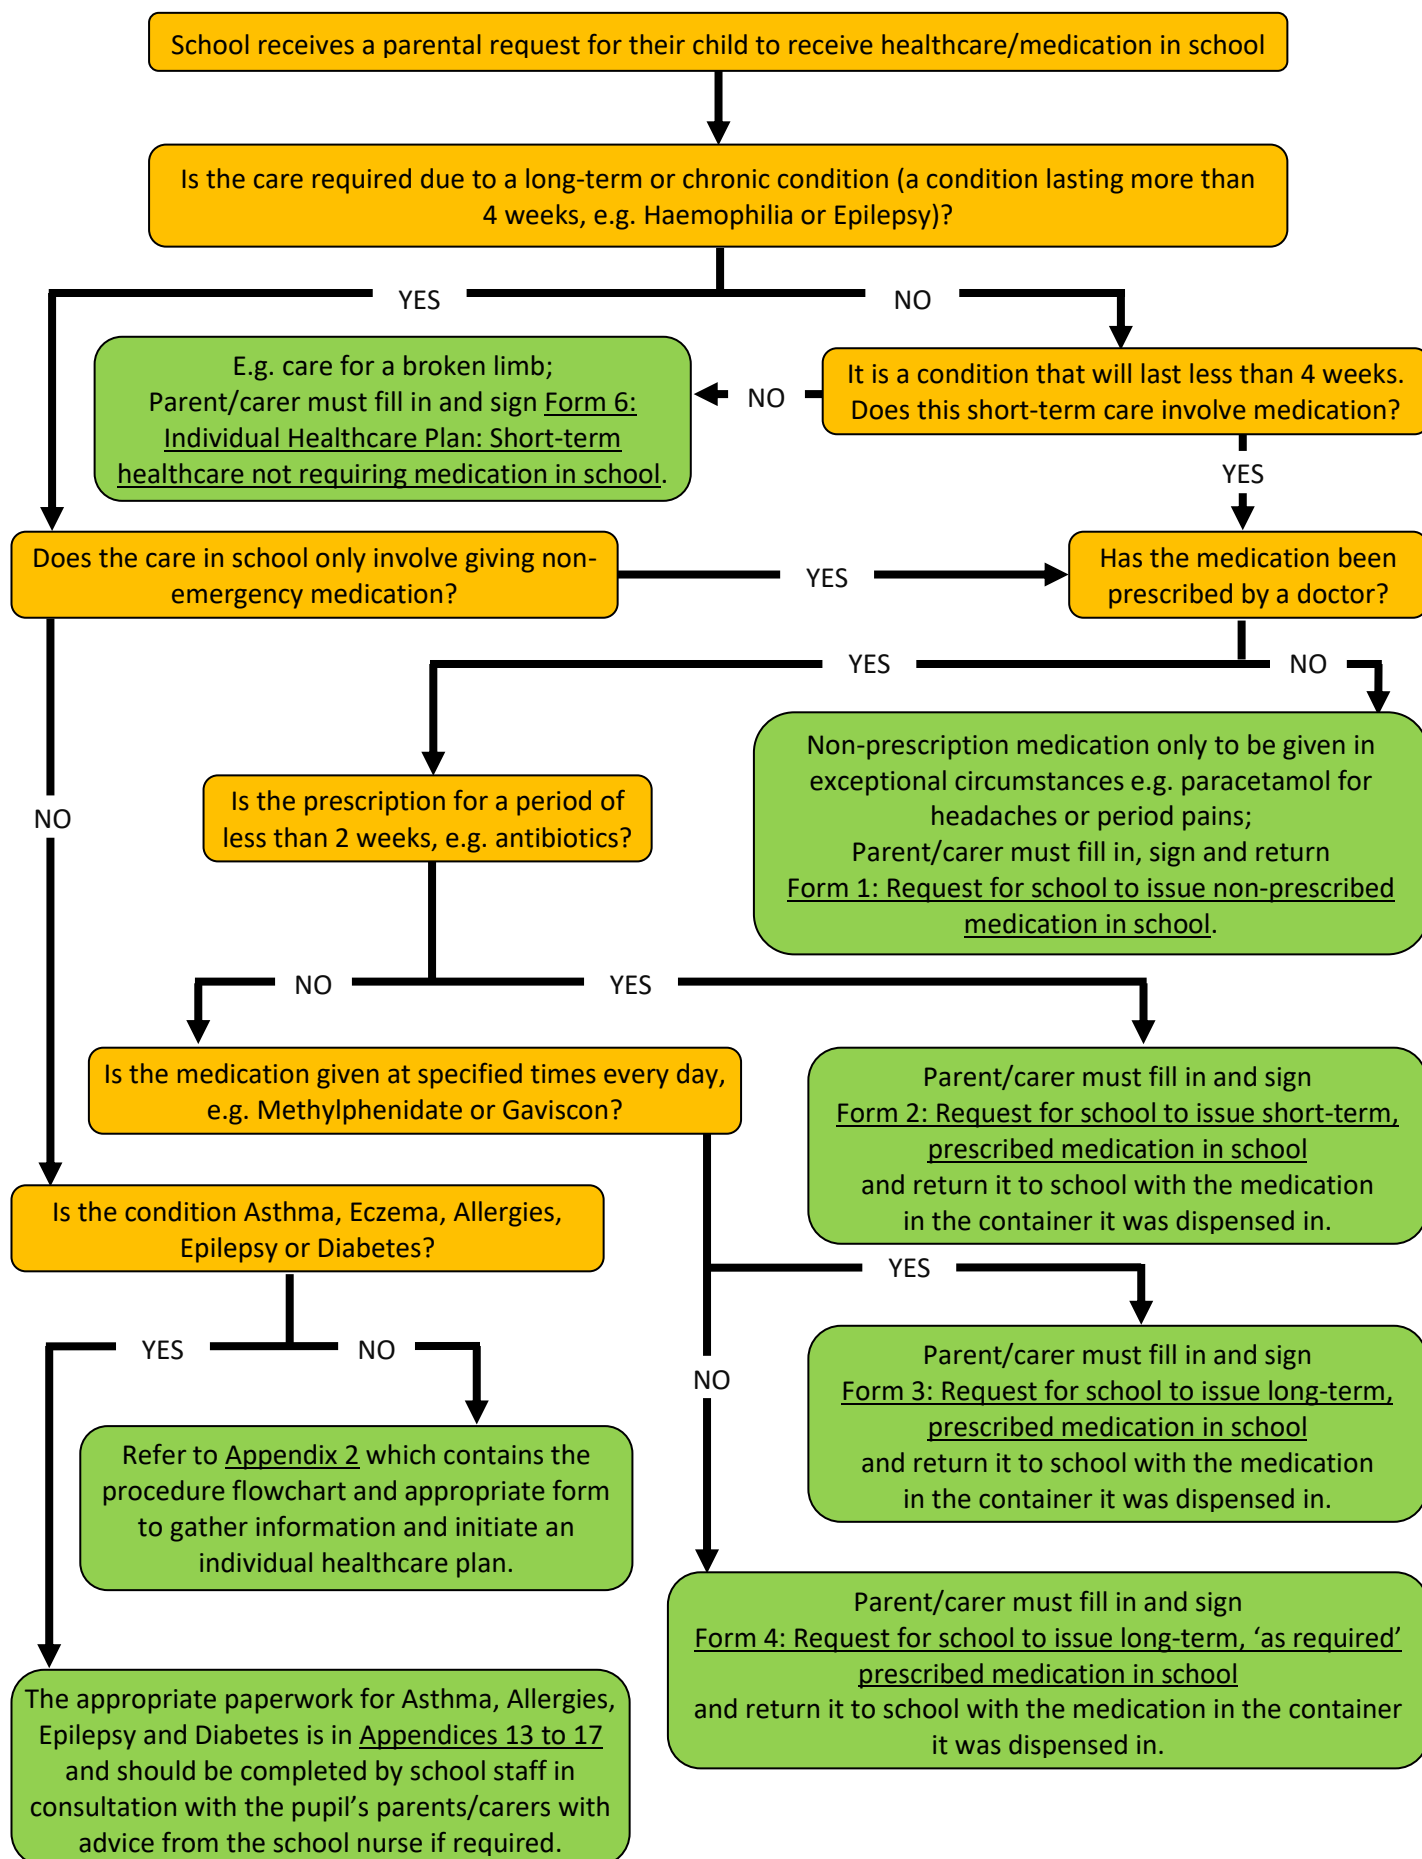 School receives a parental request for their child to receive healthcare/medication in school
Is the care required due to a long-term or chronic condition (a condition lasting more than
4 weeks, e.g. Haemophilia or Epilepsy)?
YES
NO
E.g. care for a broken limb;
Parent/carer must fill in and sign Form 6:
Individual Healthcare Plan: Short-term
healthcare not requiring medication in school.
NO
It is a condition that will last less than 4 weeks.
Does this short-term care involve medication?
YES
Does the care in school only involve giving non-
emergency medication?
YES
Has the medication been
prescribed by a doctor?
YES
NO
Non-prescription medication only to be given in
exceptional circumstances e.g. paracetamol for
headaches or period pains;
Parent/carer must fill in, sign and return
Form 1: Request for school to issue non-prescribed
medication in school.
NO
Is the prescription for a period of
less than 2 weeks, e.g. antibiotics?
NO
YES
Is the medication given at specified times every day,
e.g. Methylphenidate or Gaviscon?
Parent/carer must fill in and sign
Form 2: Request for school to issue short-term,
prescribed medication in school
and return it to school with the medication
in the container it was dispensed in.
Is the condition Asthma, Eczema, Allergies,
Epilepsy or Diabetes?
YES
YES
NO
NO
Parent/carer must fill in and sign
Form 3: Request for school to issue long-term,
prescribed medication in school
and return it to school with the medication
in the container it was dispensed in.
Refer to Appendix 2 which contains the
procedure flowchart and appropriate form
to gather information and initiate an
individual healthcare plan.
Parent/carer must fill in and sign
Form 4: Request for school to issue long-term, ‘as required’
prescribed medication in school
and return it to school with the medication in the container
it was dispensed in.
The appropriate paperwork for Asthma, Allergies,
Epilepsy and Diabetes is in Appendices 13 to 17
and should be completed by school staff in
consultation with the pupil’s parents/carers with
advice from the school nurse if required.